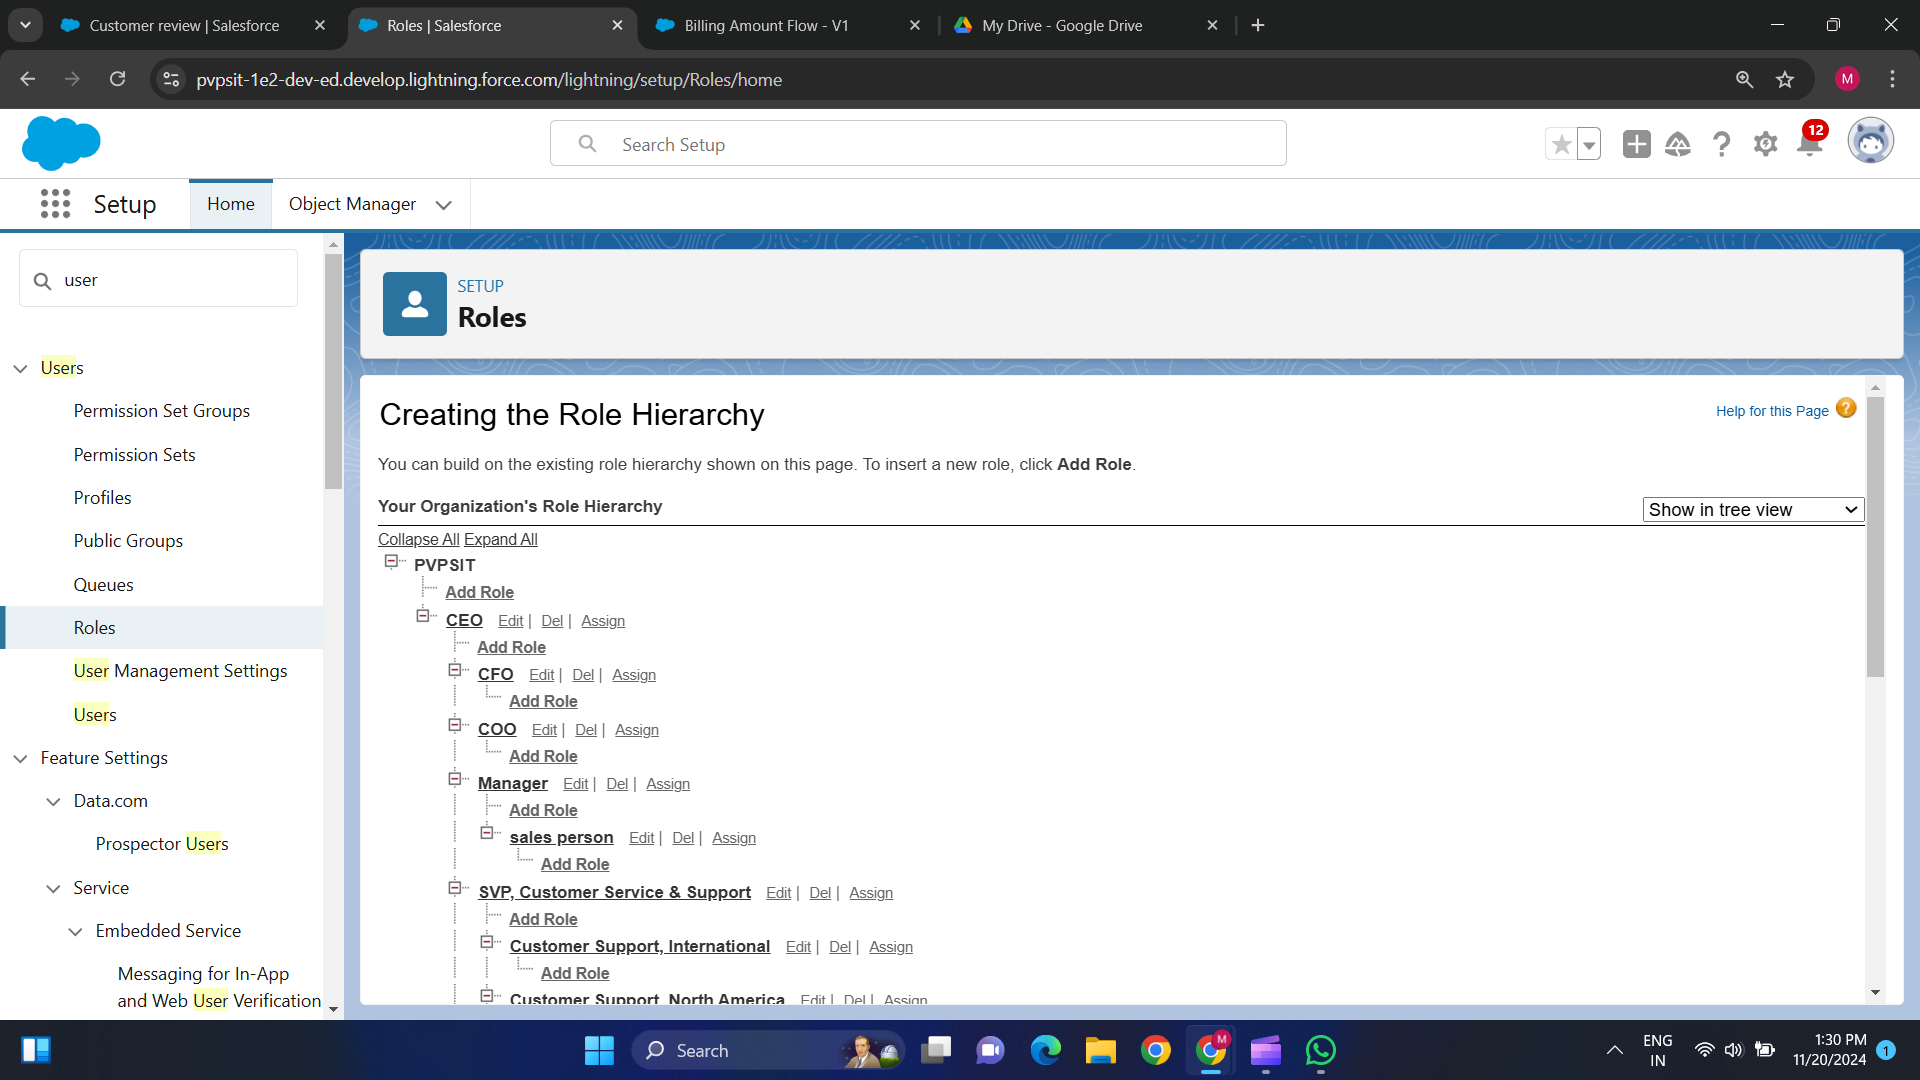 Customer review | Salesforce
Roles | Salesforce
Billing Amount Flow - V1
My Drive - Google Drive
pvpsit-1e2-dev-ed.develop.lightning.force.com/lightning/setup/Roles/home
M
Search Setup
12
Setup
Home
Object Manager
user
Users
Permission Set Groups
Permission Sets
Profiles
Public Groups
Queues
Roles
User Management Settings
Users
Feature Settings
Data.com
Prospector Users
Service
Embedded Service
Messaging for In-App
and Web User Verification
SETUP
Roles
Creating the Role Hierarchy
Help for this Page ?
You can build on the existing role hierarchy shown on this page. To insert a new role, click Add Role.
Your Organization's Role Hierarchy
Show in tree view
Collapse All Expand All
PVPSIT
Add Role
CEO Edit | Del | Assign
Add Role
CFO Edit | Del | Assign
Add Role
COO Edit | Del | Assign
Add Role
Manager Edit | Del | Assign
Add Role
sales person Edit | Del | Assign
Add Role
SVP, Customer Service & Support Edit | Del | Assign
Add Role
Customer Support, International Edit | Del | Assign
Add Role
Customer Support, North America Edit | Del | Assign
Search
M
ENG
IN
1:30 PM
11/20/2024
1